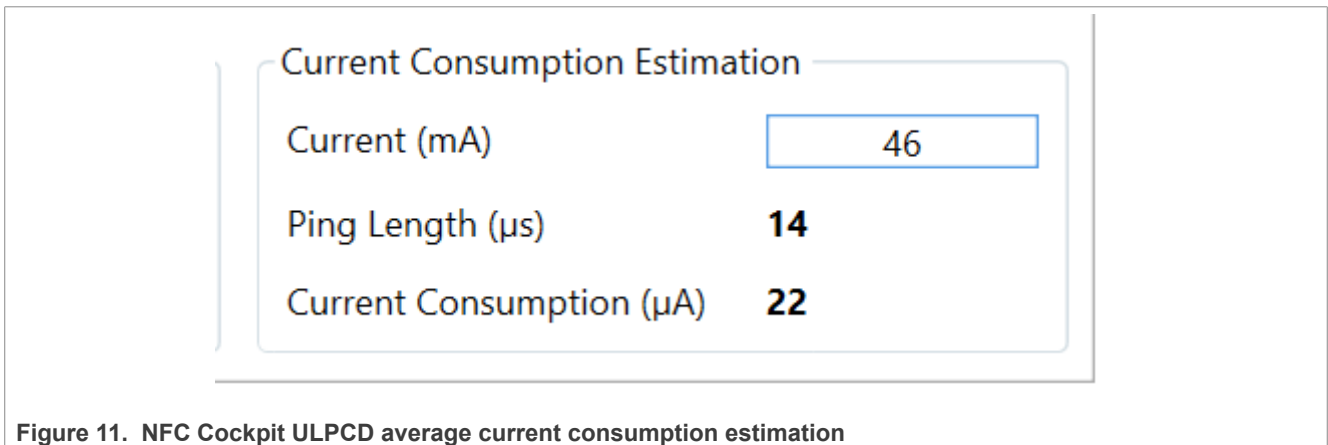 Current Consumption Estimation
Current (mA) 46
Ping Length (μs) 14
Current Consumption (μA) 22
Figure 11. NFC Cockpit ULPCD average current consumption estimation